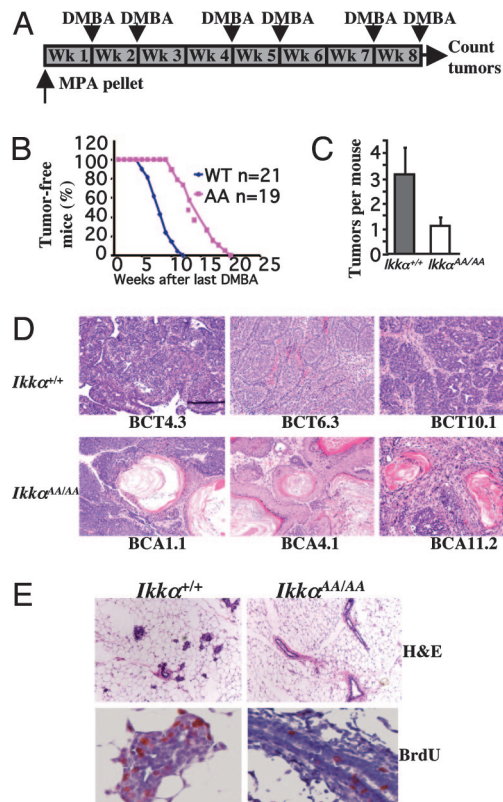 A
DMBA DMBA DMBA DMBA DMBA DMBA
Wk 1 Wk 2 Wk 3 Wk 4 Wk 5 Wk 6 Wk 7 Wk 8
Count
tumors
MPA pellet
B
Tumor-free
mice (%)
120
100
80
60
40
20
0
0 5 10 15 20 25
Weeks after last DMBA
WT n=21
AA n=19
C
Tumors per mouse
4
3
2
1
0
Ikkα+/+ IkkαAA/AA
D
Ikkα+/+
BCT4.3 BCT6.3 BCT10.1
IkkαAA/AA
BCA1.1 BCA4.1 BCA11.2
E
Ikkα+/+ IkkαAA/AA
H&E
BrdU